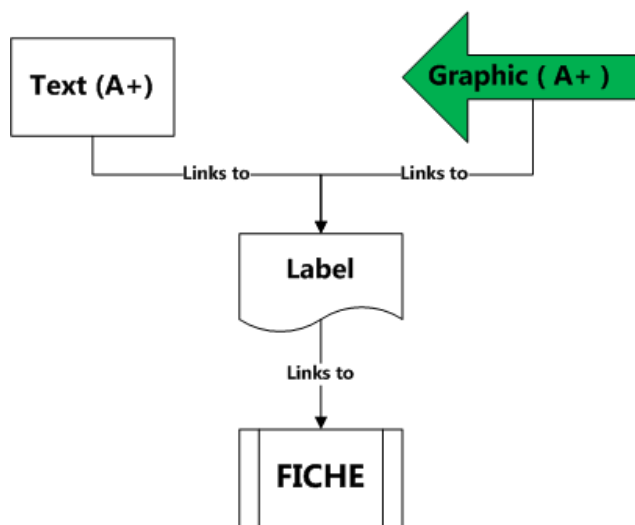 Text (A+)
Graphic ( A+ )
Links to
Links to
Label
Links to
FICHE